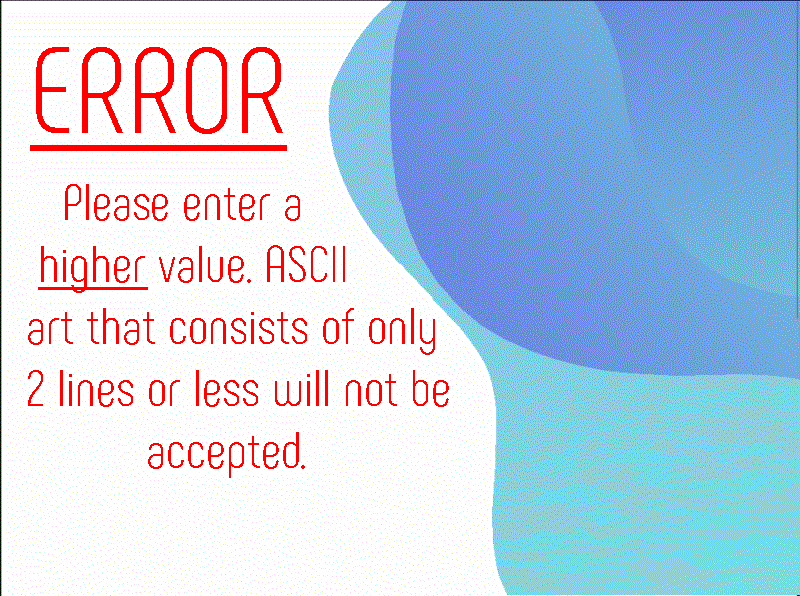 ERROR
Please enter a
higher value. ASCII
art that consists of only
2 lines or less will not be
accepted.